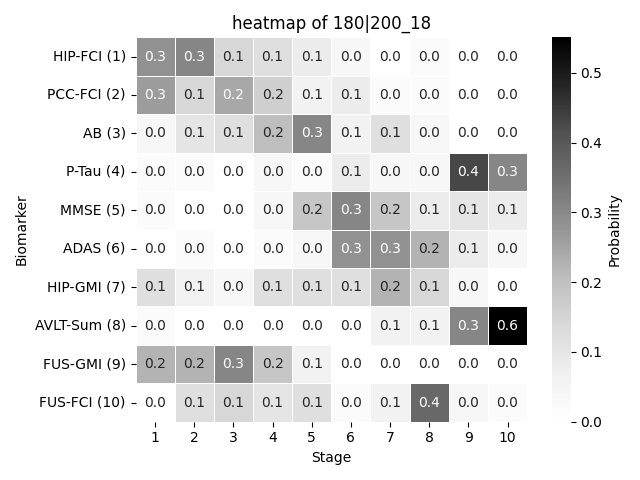 heatmap of 180|200_18
HIP-FCI (1) 0.3 0.3 0.1 0.1 0.1 0.0 0.0 0.0 0.0 0.0
PCC-FCI (2) 0.3 0.1 0.2 0.2 0.1 0.1 0.0 0.0 0.0 0.0
AB (3) 0.0 0.1 0.1 0.2 0.3 0.1 0.1 0.0 0.0 0.0
P-Tau (4) 0.0 0.0 0.0 0.0 0.0 0.1 0.0 0.0 0.4 0.3
MMSE (5) 0.0 0.0 0.0 0.0 0.2 0.3 0.2 0.1 0.1 0.1
ADAS (6) 0.0 0.0 0.0 0.0 0.0 0.3 0.3 0.2 0.1 0.0
HIP-GMI (7) 0.1 0.1 0.0 0.1 0.1 0.1 0.2 0.1 0.0 0.0
AVLT-Sum (8) 0.0 0.0 0.0 0.0 0.0 0.0 0.1 0.1 0.3 0.6
FUS-GMI (9) 0.2 0.2 0.3 0.2 0.1 0.0 0.0 0.0 0.0 0.0
FUS-FCI (10) 0.0 0.1 0.1 0.1 0.1 0.0 0.1 0.4 0.0 0.0
1 2 3 4 5 6 7 8 9 10
Stage
Biomarker
0.5
0.4
0.3
0.2
0.1
0.0
Probability